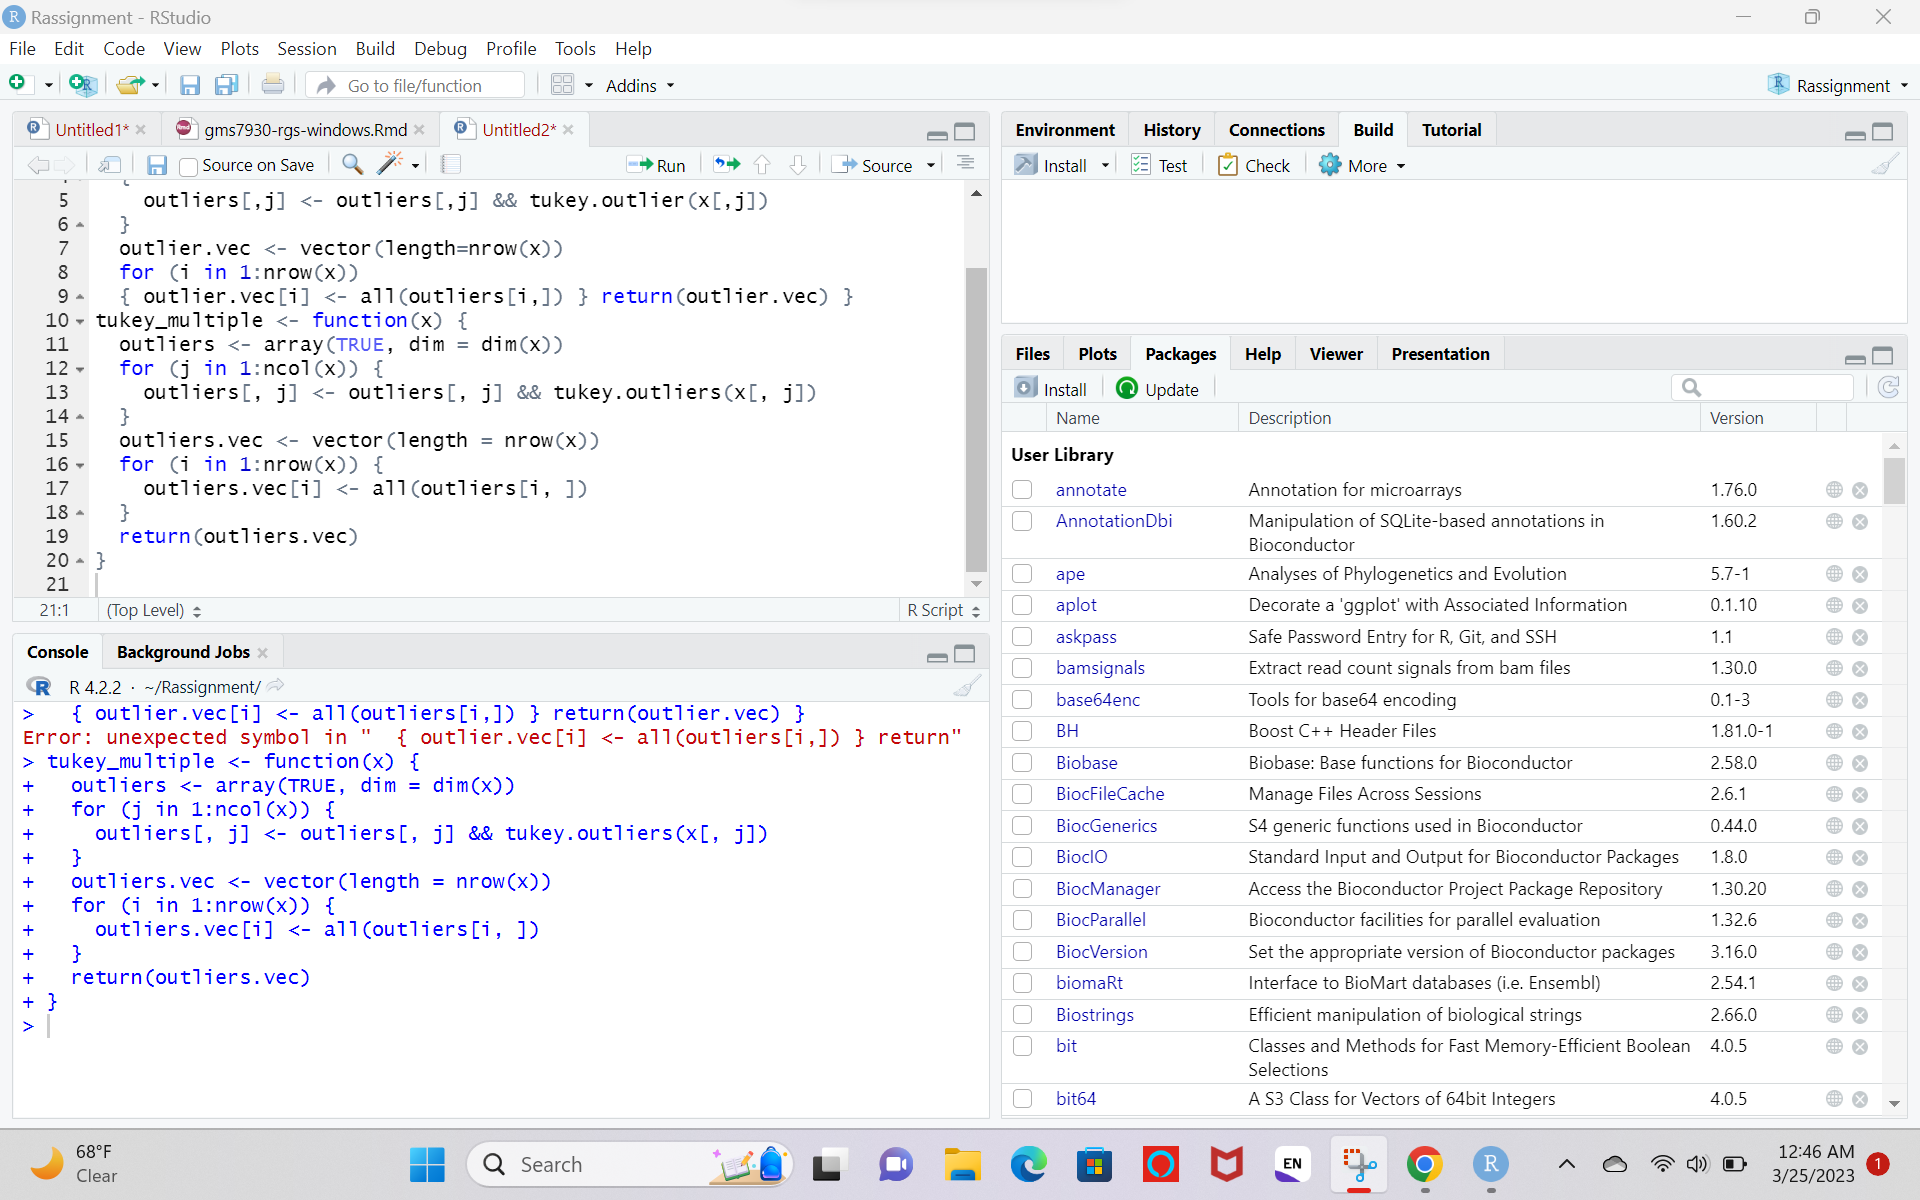 Rassignment - RStudio
File Edit Code View Plots Session Build Debug Profile Tools Help
Go to file/function Addins Rassignment
Untitled1* gms7930-rgs-windows.Rmd Untitled2*
Source on Save Run Source
5 outliers[,j] <- outliers[,j] && tukey.outlier(x[,j])
6 }
7 outlier.vec <- vector(length=nrow(x))
8 for (i in 1:nrow(x))
9 { outlier.vec[i] <- all(outliers[i,]) } return(outlier.vec) }
10 tukey_multiple <- function(x) {
11 outliers <- array(TRUE, dim = dim(x))
12 for (j in 1:ncol(x)) {
13 outliers[, j] <- outliers[, j] && tukey.outliers(x[, j])
14 }
15 outliers.vec <- vector(length = nrow(x))
16 for (i in 1:nrow(x)) {
17 outliers.vec[i] <- all(outliers[i, ])
18 }
19 return(outliers.vec)
20 }
21
21:1 (Top Level) R Script
Console Background Jobs
R 4.2.2 · ~/Rassignment/
> { outlier.vec[i] <- all(outliers[i,]) } return(outlier.vec) }
Error: unexpected symbol in "  { outlier.vec[i] <- all(outliers[i,]) } return"
> tukey_multiple <- function(x) {
+ outliers <- array(TRUE, dim = dim(x))
+ for (j in 1:ncol(x)) {
+ outliers[, j] <- outliers[, j] && tukey.outliers(x[, j])
+ }
+ outliers.vec <- vector(length = nrow(x))
+ for (i in 1:nrow(x)) {
+ outliers.vec[i] <- all(outliers[i, ])
+ }
+ return(outliers.vec)
+ }
>
Environment History Connections Build Tutorial
Install Test Check More
Files Plots Packages Help Viewer Presentation
Install Update
Name Description Version
User Library
annotate Annotation for microarrays 1.76.0
AnnotationDbi Manipulation of SQLite-based annotations in 1.60.2
Bioconductor
ape Analyses of Phylogenetics and Evolution 5.7-1
aplot Decorate a 'ggplot' with Associated Information 0.1.10
askpass Safe Password Entry for R, Git, and SSH 1.1
bamsignals Extract read count signals from bam files 1.30.0
base64enc Tools for base64 encoding 0.1-3
BH Boost C++ Header Files 1.81.0-1
Biobase Biobase: Base functions for Bioconductor 2.58.0
BiocFileCache Manage Files Across Sessions 2.6.1
BiocGenerics S4 generic functions used in Bioconductor 0.44.0
BiocIO Standard Input and Output for Bioconductor Packages 1.8.0
BiocManager Access the Bioconductor Project Package Repository 1.30.20
BiocParallel Bioconductor facilities for parallel evaluation 1.32.6
BiocVersion Set the appropriate version of Bioconductor packages 3.16.0
biomaRt Interface to BioMart databases (i.e. Ensembl) 2.54.1
Biostrings Efficient manipulation of biological strings 2.66.0
bit Classes and Methods for Fast Memory-Efficient Boolean 4.0.5
Selections
bit64 A S3 Class for Vectors of 64bit Integers 4.0.5
68°F
Clear
Search
EN
12:46 AM
3/25/2023
1